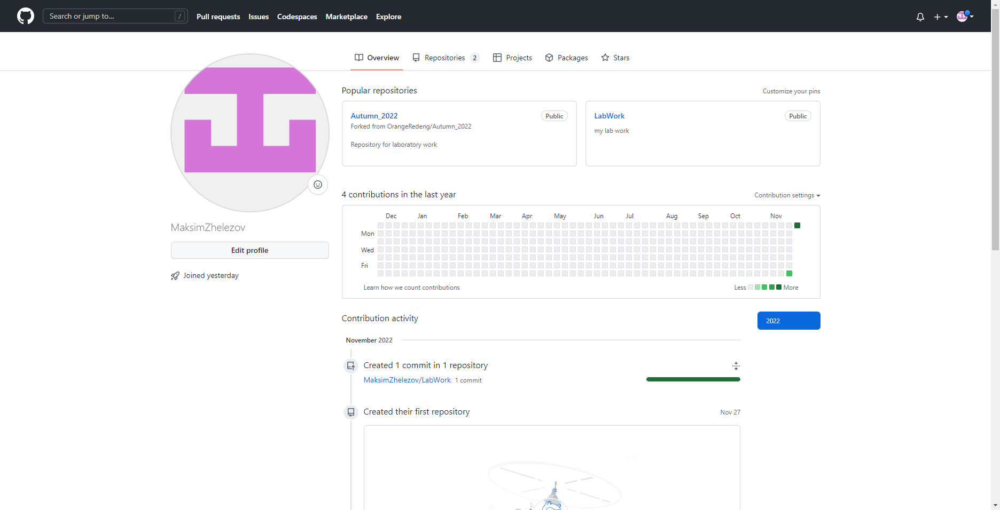 Search or jump to... / Pull requests Issues Codespaces Marketplace Explore
Overview Repositories 2 Projects Packages Stars
MaksimZhelezov
Edit profile
Joined yesterday
Popular repositories Customize your pins
Autumn_2022 Public
Forked from OrangeRedeng/Autumn_2022
Repository for laboratory work
LabWork Public
my lab work
4 contributions in the last year Contribution settings
Dec Jan Feb Mar Apr May Jun Jul Aug Sep Oct Nov
Mon
Wed
Fri
Learn how we count contributions Less More
Contribution activity 2022
November 2022
Created 1 commit in 1 repository
MaksimZhelezov/LabWork 1 commit
Created their first repository Nov 27